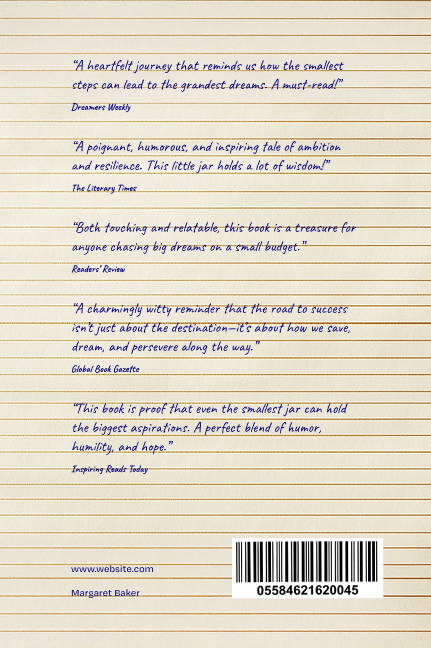 “A heartfelt journey that reminds us how the smallest
steps can lead to the grandest dreams. A must-read!”
Dreamers Weekly
“A poignant, humorous, and inspiring tale of ambition
and resilience. This little jar holds a lot of wisdom!”
The Literary Times
“Both touching and relatable, this book is a treasure for
anyone chasing big dreams on a small budget.”
Readers’ Review
“A charmingly witty reminder that the road to success
isn’t just about the destination—it’s about how we save,
dream, and persevere along the way.”
Global Book Gazette
“This book is proof that even the smallest jar can hold
the biggest aspirations. A perfect blend of humor,
humility, and hope.”
Inspiring Reads Today
www.website.com
Margaret Baker
05584621620045